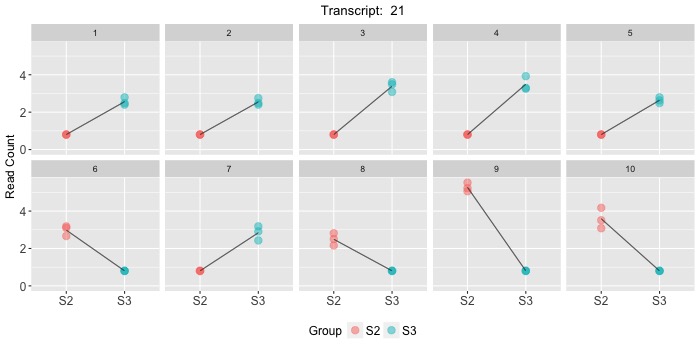 Transcript: 21
1 2 3 4 5
4
2
0
Read Count
6 7 8 9 10
4
2
0
S2 S3 S2 S3 S2 S3 S2 S3 S2 S3
Group S2 S3